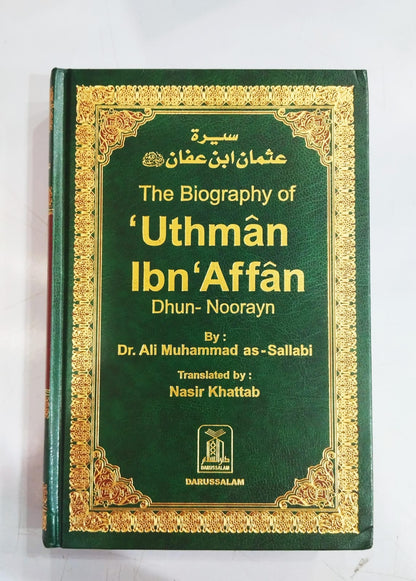 سيرة
عثمان ابن عفان
The Biography of
‘Uthmân
Ibn ‘Affân
Dhun- Noorayn
By :
Dr. Ali Muhammad as-Sallabi
Translated by :
Nasir Khattab
DARUSSALAM
DARUSSALAM